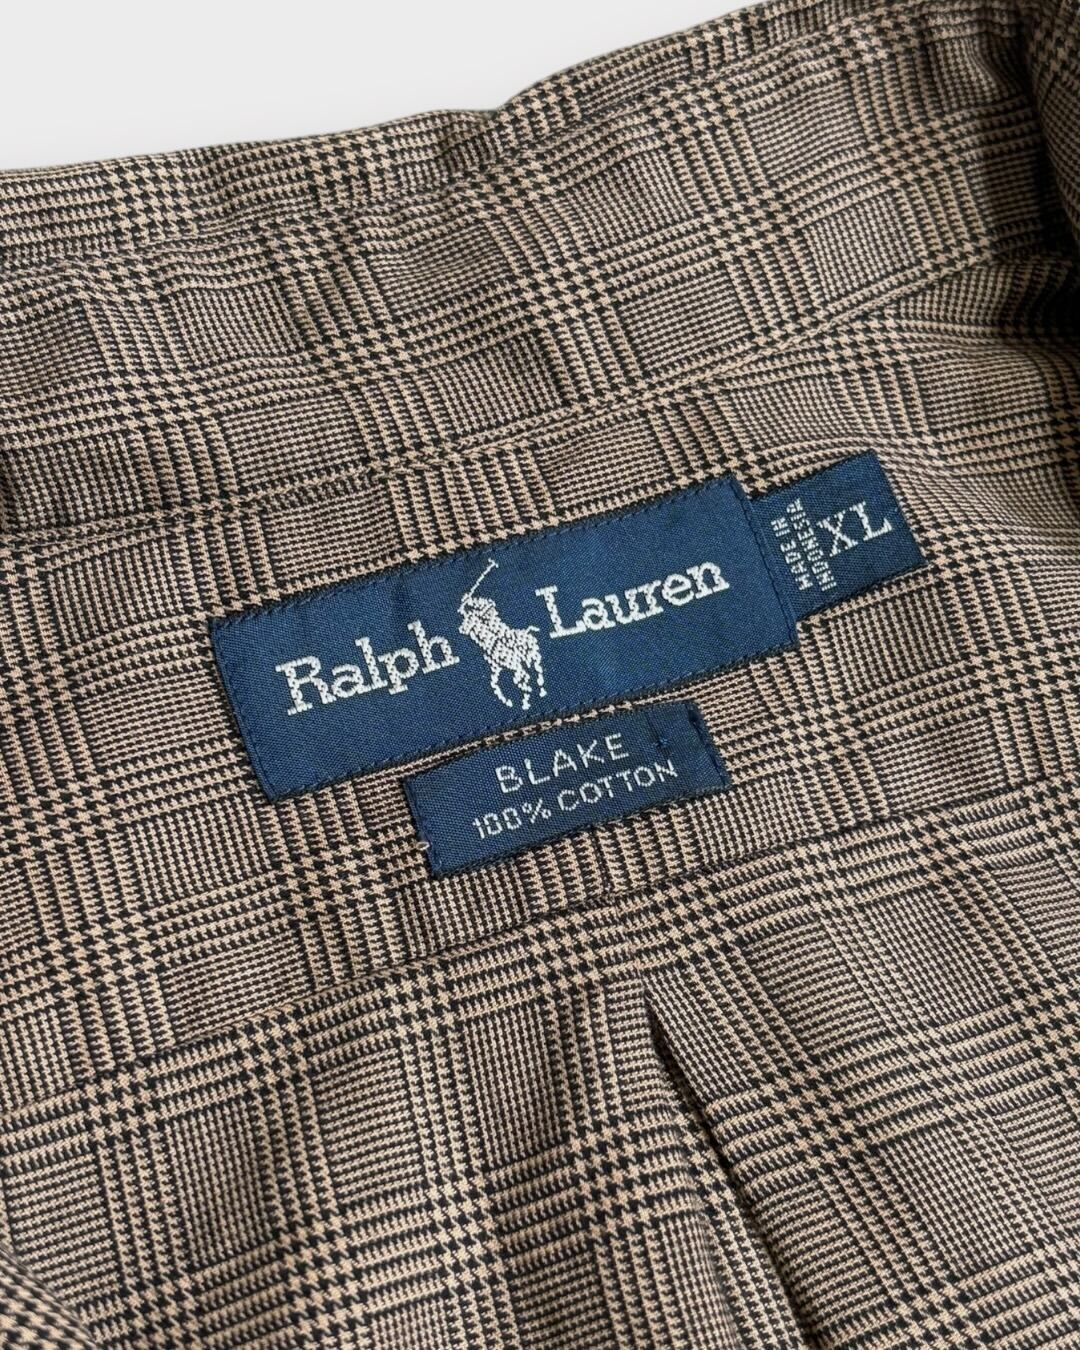 Ralph Lauren
MADE IN
INDONESIA
XL
BLAKE
100% COTTON